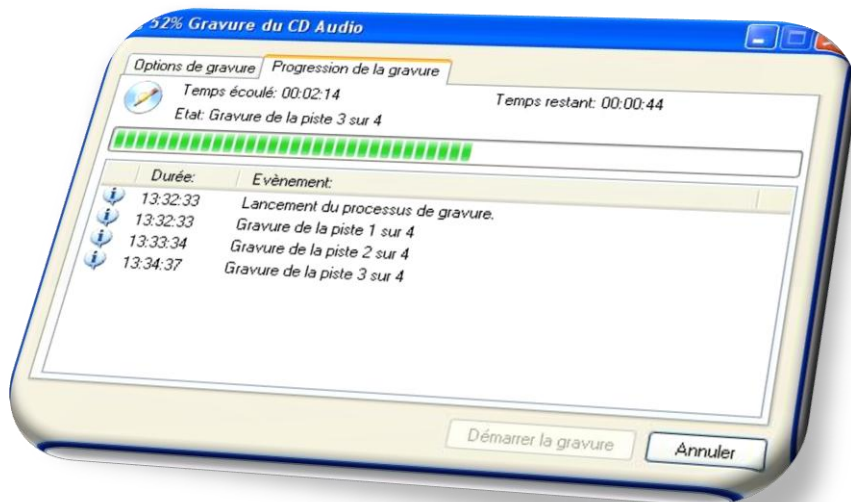 52% Gravure du CD Audio
Options de gravure Progression de la gravure
Temps écoulé: 00:02:14 Temps restant: 00:00:44
Etat: Gravure de la piste 3 sur 4
Durée: Evènement:
13:32:33 Lancement du processus de gravure.
13:32:33 Gravure de la piste 1 sur 4
13:33:34 Gravure de la piste 2 sur 4
13:34:37 Gravure de la piste 3 sur 4
Démarrer la gravure Annuler